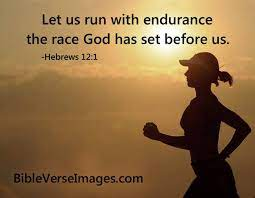 Let us run with endurance
the race God has set before us.
-Hebrews 12:1
BibleVerseImages.com